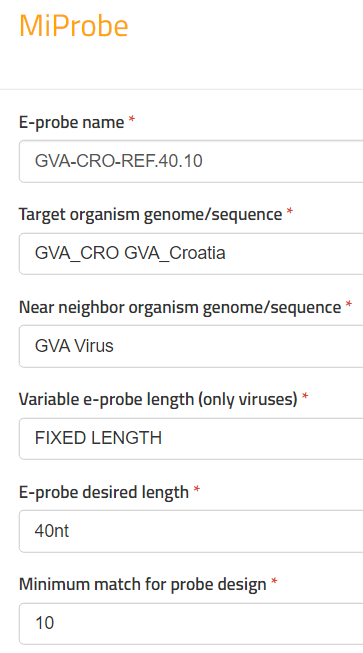 MiProbe
E-probe name *
GVA-CRO-REF.40.10
Target organism genome/sequence *
GVA_CRO GVA_Croatia
Near neighbor organism genome/sequence *
GVA Virus
Variable e-probe length (only viruses) *
FIXED LENGTH
E-probe desired length *
40nt
Minimum match for probe design *
10